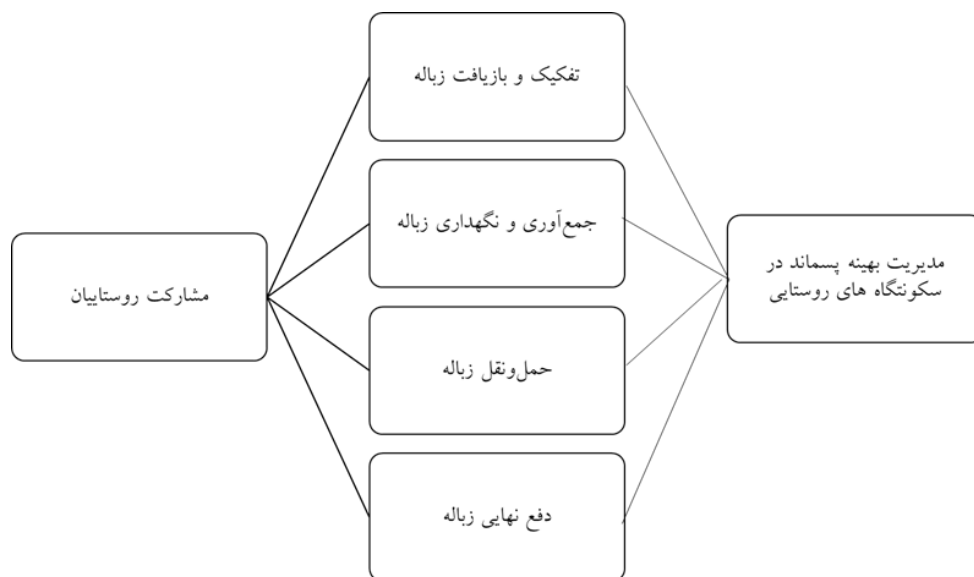 تفکیک و بازیافت زباله
جمع‌آوری و نگهداری زباله
مدیریت بهینه پسماند در
سکونتگاه های روستایی
مشارکت روستاییان
حمل‌ونقل زباله
دفع نهایی زباله